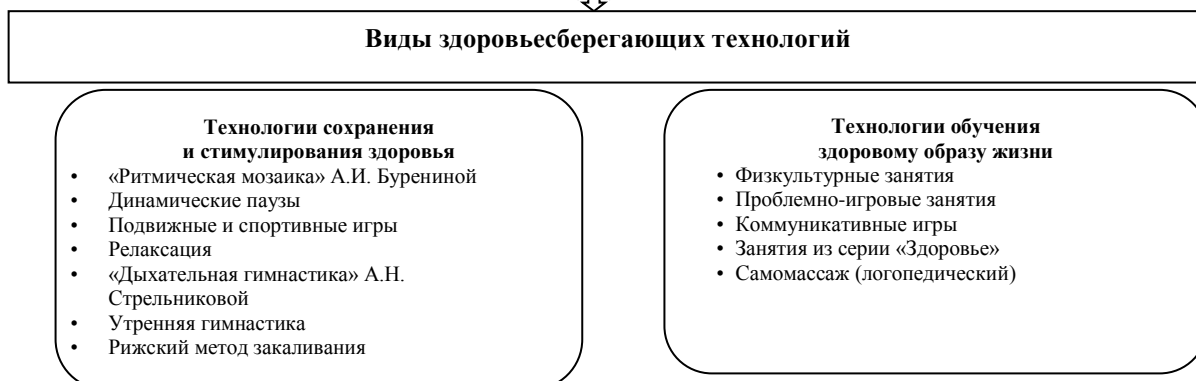 Виды здоровьесберегающих технологий
Технологии сохранения
и стимулирования здоровья
• «Ритмическая мозаика» А.И. Бурениной
• Динамические паузы
• Подвижные и спортивные игры
• Релаксация
• «Дыхательная гимнастика» А.Н.
Стрельниковой
• Утренняя гимнастика
• Рижский метод закаливания
Технологии обучения
здоровому образу жизни
• Физкультурные занятия
• Проблемно-игровые занятия
• Коммуникативные игры
• Занятия из серии «Здоровье»
• Самомассаж (логопедический)